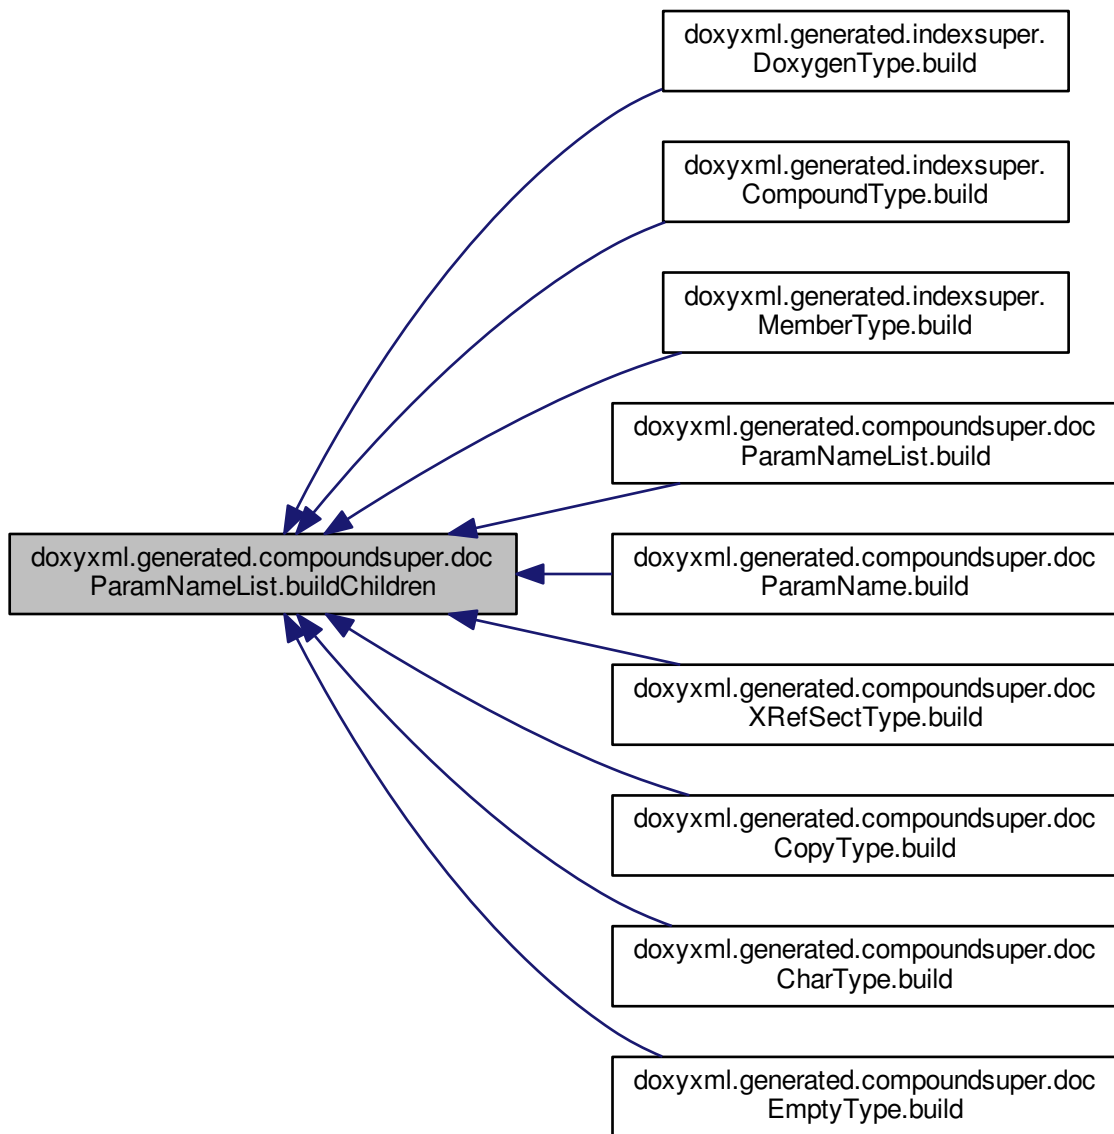 doxyxml.generated.indexsuper.
DoxygenType.build
doxyxml.generated.indexsuper.
CompoundType.build
doxyxml.generated.indexsuper.
MemberType.build
doxyxml.generated.compoundsuper.doc
ParamNameList.build
doxyxml.generated.compoundsuper.doc
ParamNameList.buildChildren
doxyxml.generated.compoundsuper.doc
ParamName.build
doxyxml.generated.compoundsuper.doc
XRefSectType.build
doxyxml.generated.compoundsuper.doc
CopyType.build
doxyxml.generated.compoundsuper.doc
CharType.build
doxyxml.generated.compoundsuper.doc
EmptyType.build